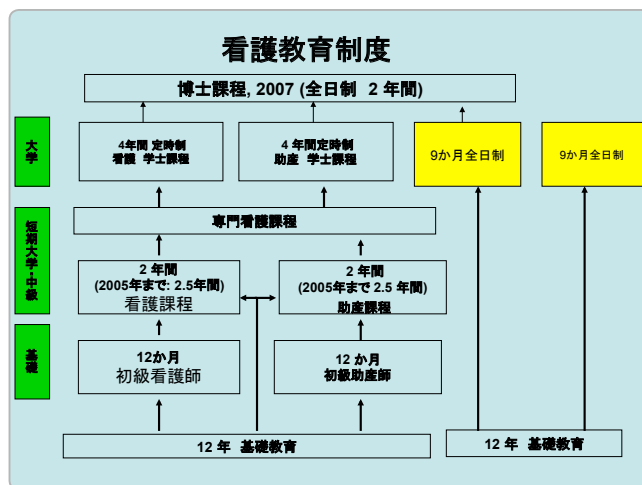 看護教育制度
博士課程, 2007 (全日制 2 年間)
大学
4年間 定時制
看護 学士課程
4 年間定時制
助産 学士課程
9か月全日制
9か月全日制
専門看護課程
短期大学・中級
2 年間
(2005年まで: 2.5年間)
看護課程
2 年間
(2005年まで 2.5 年間)
助産課程
基礎
12か月
初級看護師
12 か月
初級助産師
12 年 基礎教育
12 年 基礎教育